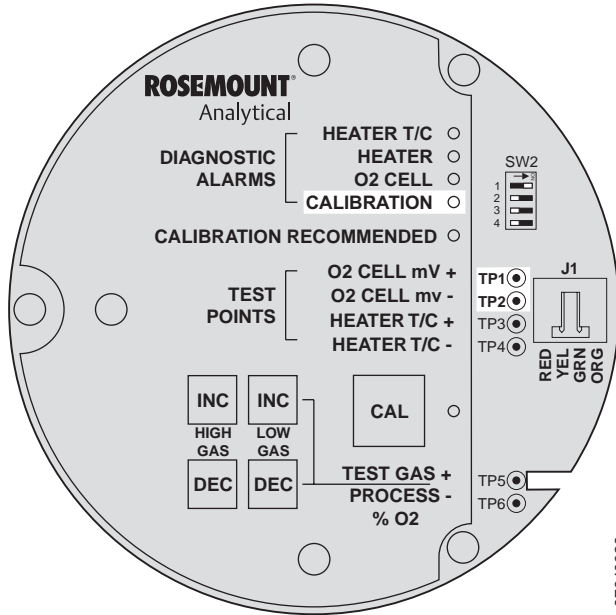 ROSEMOUNT®
Analytical
DIAGNOSTIC
ALARMS
HEATER T/C
HEATER
O2 CELL
CALIBRATION
CALIBRATION RECOMMENDED
TEST
POINTS
O2 CELL mV +
O2 CELL mv -
HEATER T/C +
HEATER T/C -
SW2
1
2
3
4
TP1
TP2
TP3
TP4
J1
RED
YEL
GRN
ORG
INC
INC
HIGH
GAS
LOW
GAS
DEC
DEC
CAL
TEST GAS +
PROCESS -
% O2
TP5
TP6